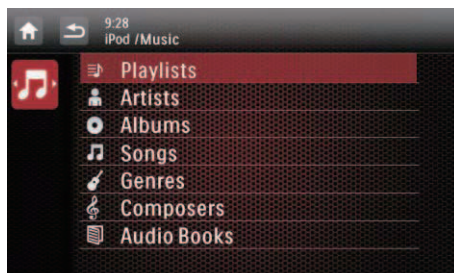 9:28
iPod /Music
Playlists
Artists
Albums
Songs
Genres
Composers
Audio Books